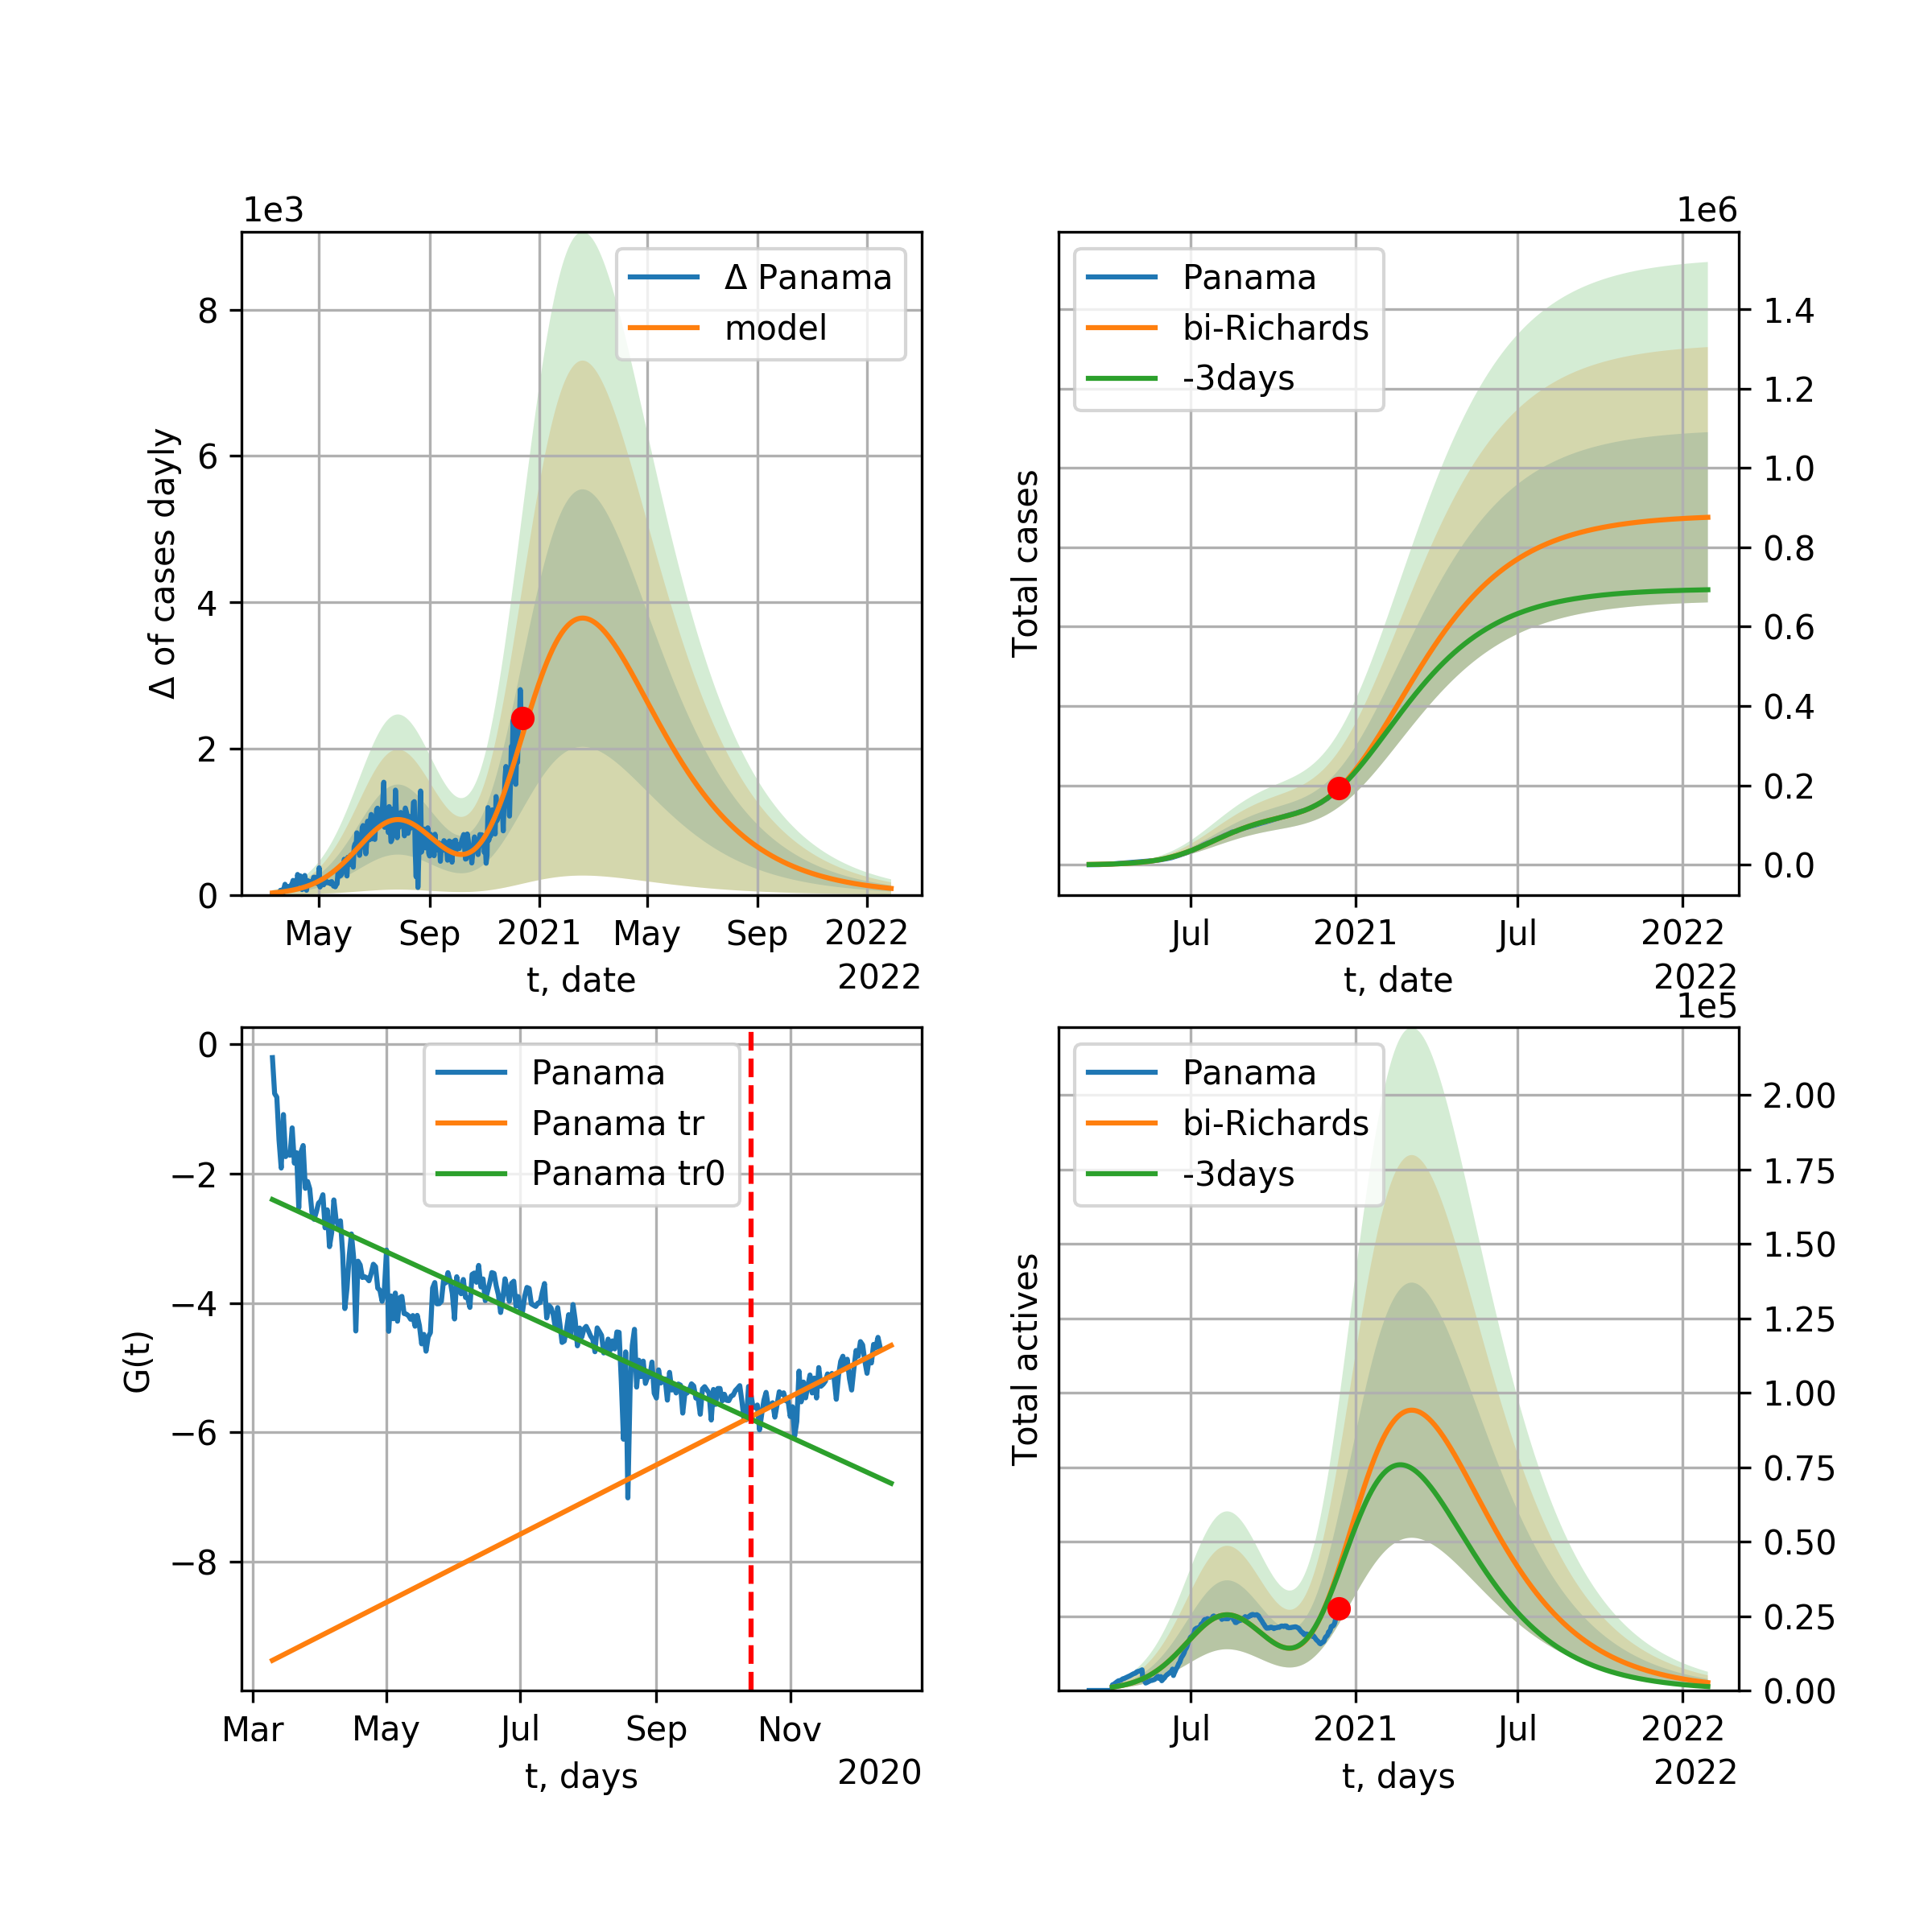 1e3
Δ Panama
model
8
6
4
2
0
Δ of cases dayly
May Sep 2021 May Sep 2022
t, date
2022
1e6
Panama
bi-Richards
-3days
1.4
1.2
1.0
0.8
0.6
0.4
0.2
0.0
Total cases
Jul 2021 Jul 2022
t, date
2022
Panama
Panama tr
Panama tr0
0
−2
−4
−6
−8
G(t)
Mar May Jul Sep Nov
t, days
2020
1e5
Panama
bi-Richards
-3days
2.00
1.75
1.50
1.25
1.00
0.75
0.50
0.25
0.00
Total actives
Jul 2021 Jul 2022
t, days
2022